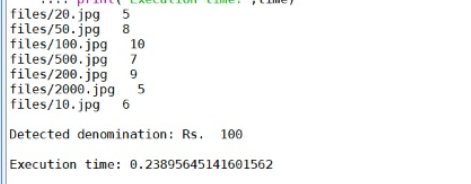 .... print("Execution time: ",time)
files/20.jpg   5
files/50.jpg   8
files/100.jpg   10
files/500.jpg   7
files/200.jpg   9
files/2000.jpg   5
files/10.jpg   6
Detected denomination: Rs.  100
Execution time: 0.23895645141601562